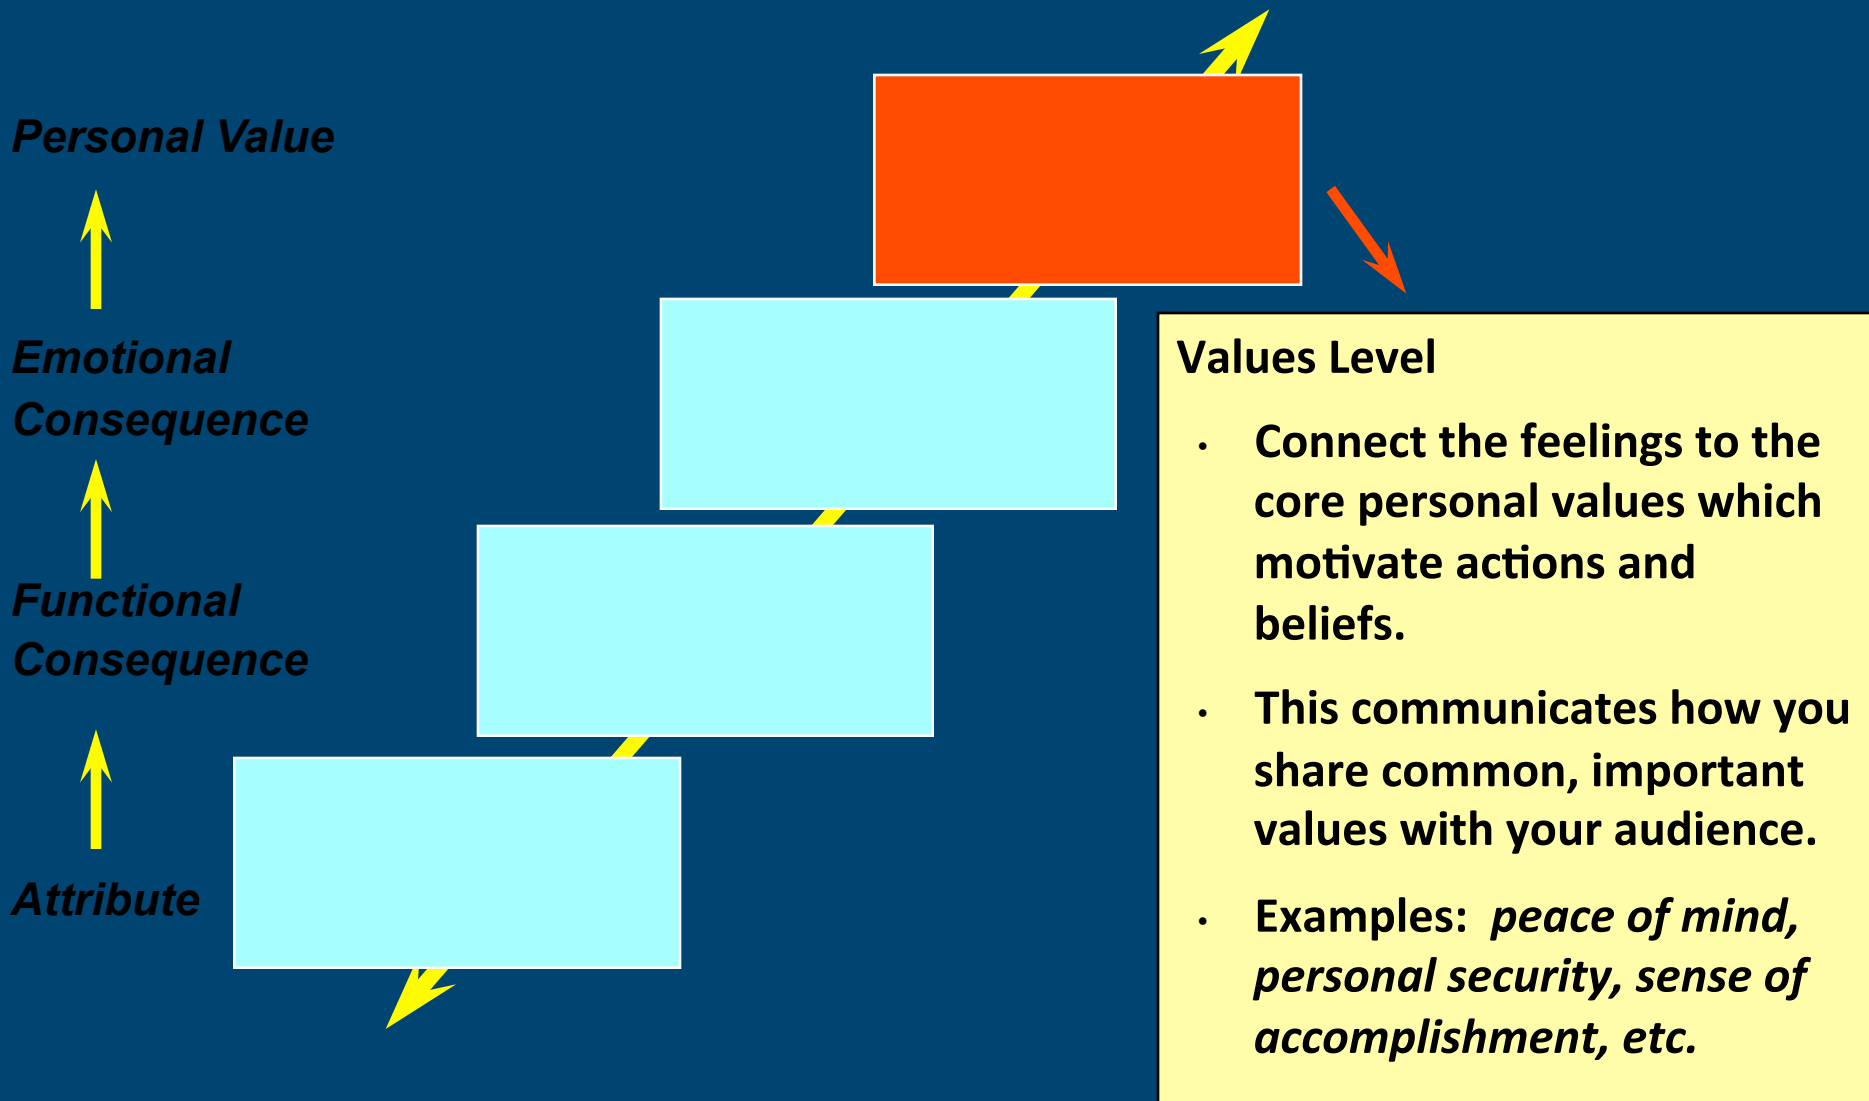 Personal Value
Emotional
Consequence
Functional
Consequence
Attribute
Values Level
· Connect the feelings to the
core personal values which
motivate actions and
beliefs.
· This communicates how you
share common, important
values with your audience.
· Examples: peace of mind,
personal security, sense of
accomplishment, etc.